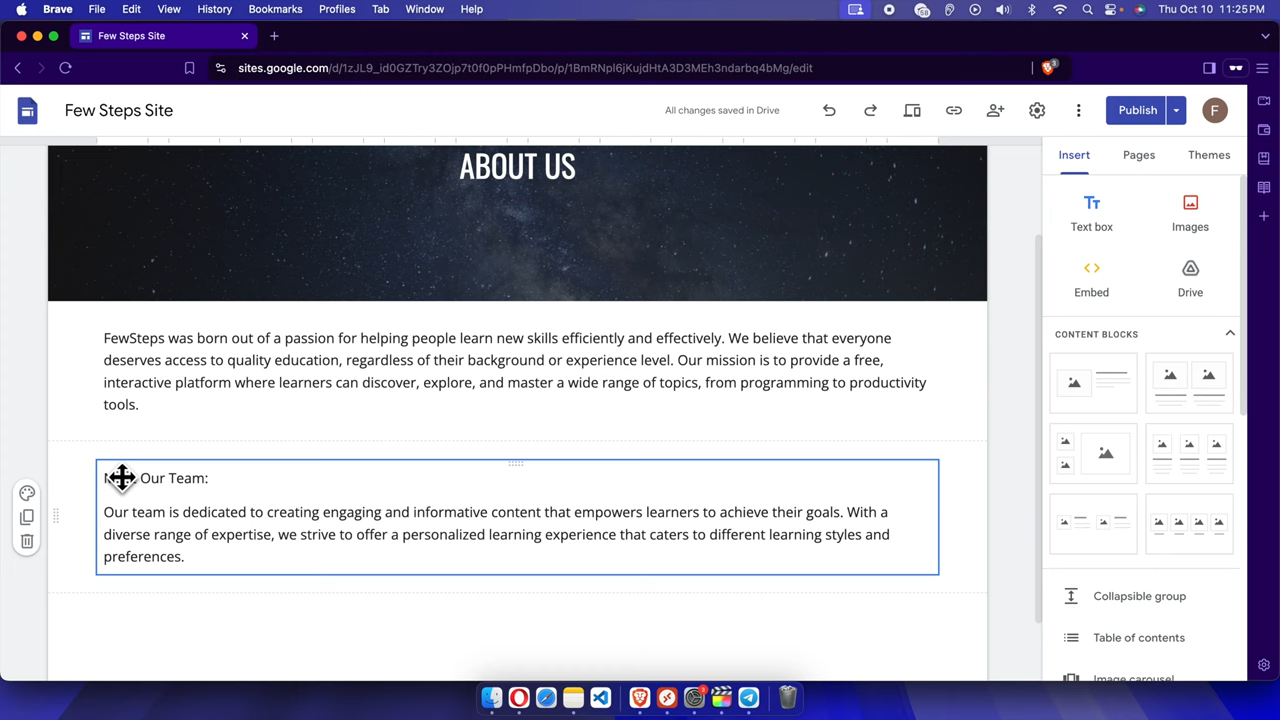 Brave File Edit View History Bookmarks Profiles Tab Window Help 68 Thu Oct 10 11:25 PM
Few Steps Site
sites.google.com/d/1zJL9_id0GZTry3ZOjp7t0f0pPHmfpDbo/p/1BmRNpl6jKujdHtA3D3MEh3ndarbq4bMg/edit 3
Few Steps Site All changes saved in Drive Publish F
Insert Pages Themes
ABOUT US
Text box Images
Embed Drive
CONTENT BLOCKS
FewSteps was born out of a passion for helping people learn new skills efficiently and effectively. We believe that everyone
deserves access to quality education, regardless of their background or experience level. Our mission is to provide a free,
interactive platform where learners can discover, explore, and master a wide range of topics, from programming to productivity
tools.
Our Team:
Our team is dedicated to creating engaging and informative content that empowers learners to achieve their goals. With a
diverse range of expertise, we strive to offer a personalized learning experience that caters to different learning styles and
preferences.
Collapsible group
Table of contents
Image carousel